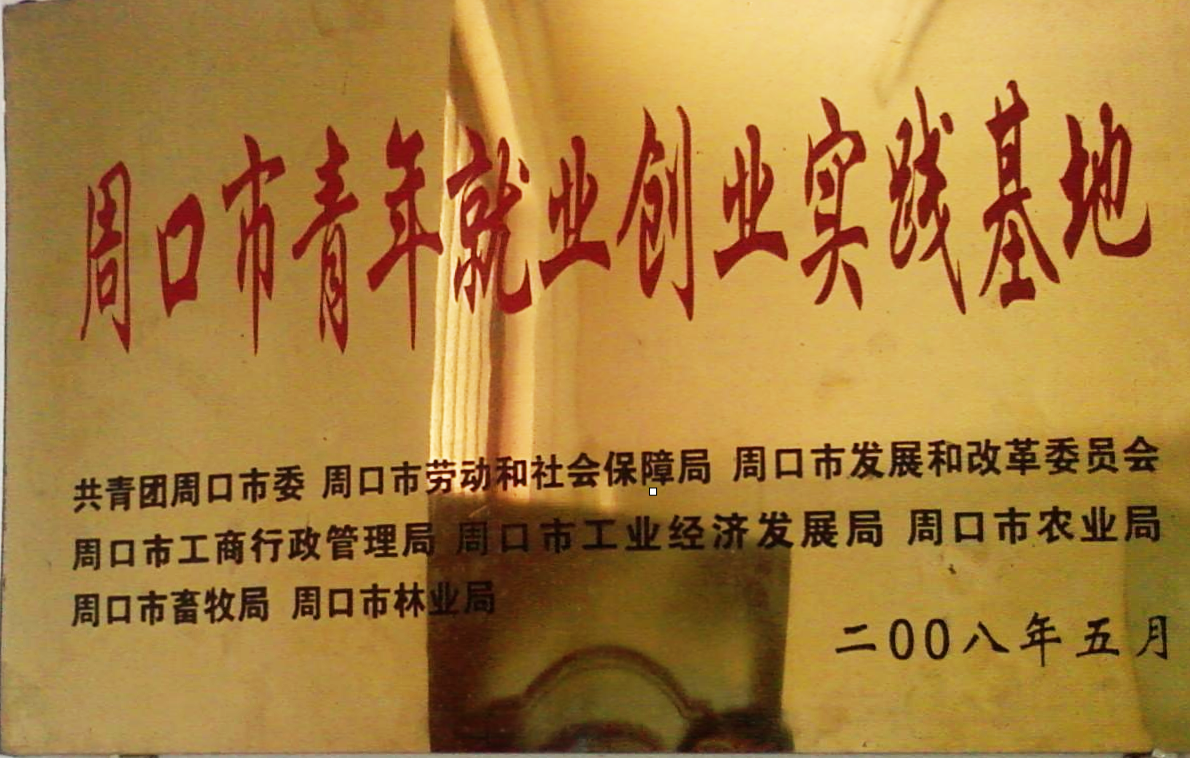 周口市青年就业创业实践基地
共青团周口市委 周口市劳动和社会保障局 周口市发展和改革委员会
周口市工商行政管理局 周口市工业经济发展局 周口市农业局
周口市畜牧局 周口市林业局
二00八年五月